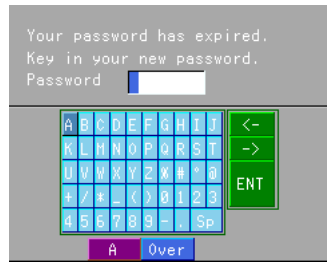 Your password has expired.
Key in your new password.
Password
A B C D E F G H I J <-
K L M N O P Q R S T ->
U V W X Y Z % # ° @ ENT
+ / * _ ( ) 0 1 2 3
4 5 6 7 8 9 - . Sp
A Over